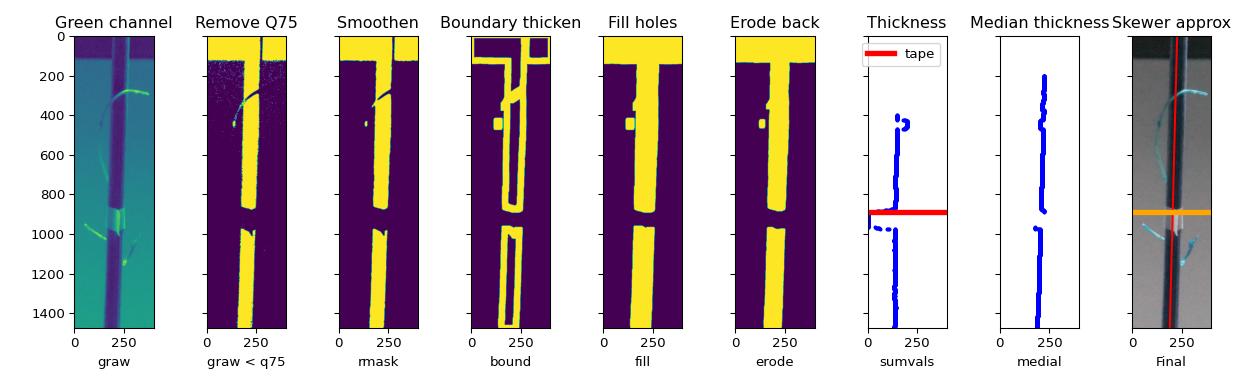 Green channel Remove Q75 Smoothen Boundary thicken Fill holes Erode back Thickness Median thickness Skewer approx
0
200
400
600
800
1000
1200
1400
tape
0 250 0 250 0 250 0 250 0 250 0 250 0 250 0 250 0 250
graw graw < q75 rmask bound fill erode sumvals medial Final